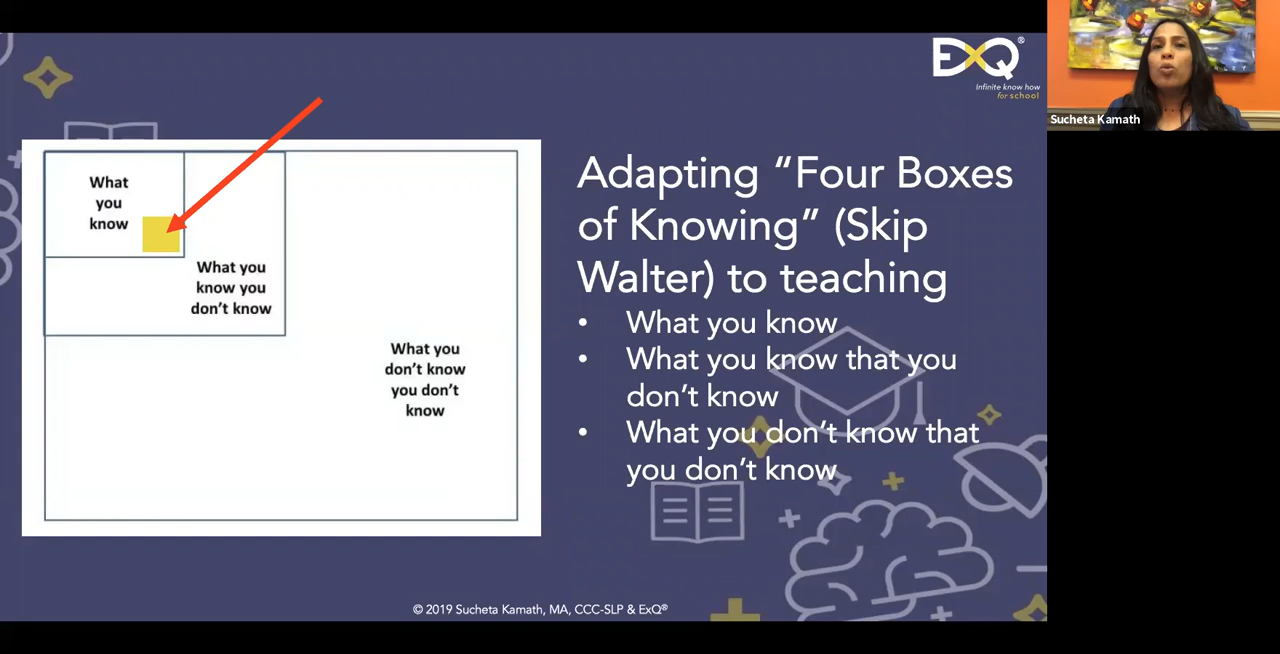 EXQ®
Infinite know how
for school
Sucheta Kamath
What
you
know
What you
know you
don't know
What you
don't know
you don't
know
Adapting “Four Boxes
of Knowing” (Skip
Walter) to teaching
• What you know
• What you know that you
don't know
• What you don't know that
you don't know
© 2019 Sucheta Kamath, MA, CCC-SLP & ExQ®